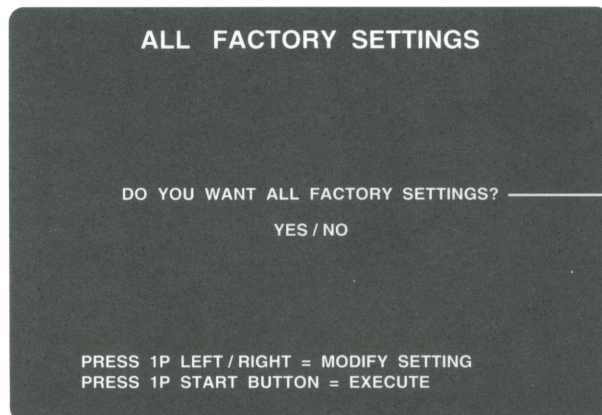 ALL FACTORY SETTINGS
DO YOU WANT ALL FACTORY SETTINGS?
YES / NO
PRESS 1P LEFT / RIGHT = MODIFY SETTING
PRESS 1P START BUTTON = EXECUTE